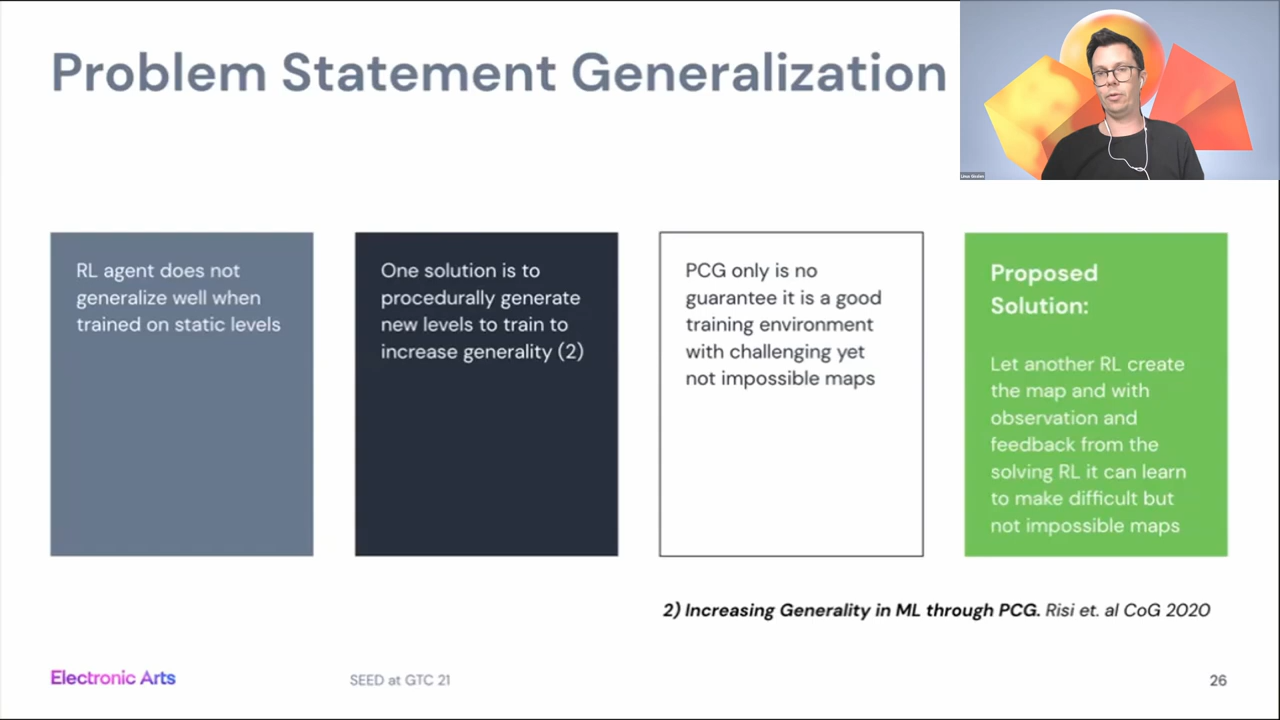 Problem Statement Generalization
RL agent does not
generalize well when
trained on static levels
One solution is to
procedurally generate
new levels to train to
increase generality (2)
PCG only is no
guarantee it is a good
training environment
with challenging yet
not impossible maps
Proposed
Solution:
Let another RL create
the map and with
observation and
feedback from the
solving RL it can learn
to make difficult but
not impossible maps
2) Increasing Generality in ML through PCG. Risi et. al CoG 2020
Electronic Arts
SEED at GTC 21
26